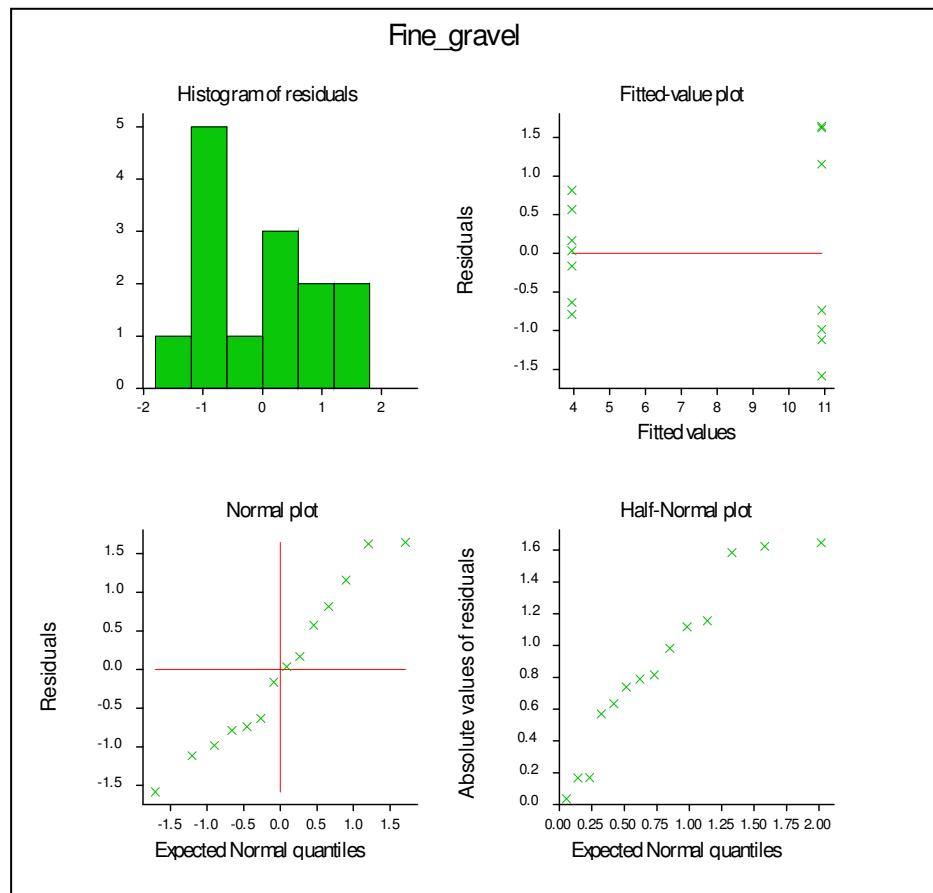 Fine_gravel
Histogram of residuals
5
4
3
2
1
0
-2 -1 0 1 2
Fitted-value plot
Residuals
1.5
1.0
0.5
0.0
-0.5
-1.0
-1.5
4 5 6 7 8 9 10 11
Fitted values
Normal plot
Residuals
1.5
1.0
0.5
0.0
-0.5
-1.0
-1.5
-1.5 -1.0 -0.5 0.0 0.5 1.0 1.5
Expected Normal quantiles
Half-Normal plot
Absolute values of residuals
1.6
1.4
1.2
1.0
0.8
0.6
0.4
0.2
0.0
0.00 0.25 0.50 0.75 1.00 1.25 1.50 1.75 2.00
Expected Normal quantiles